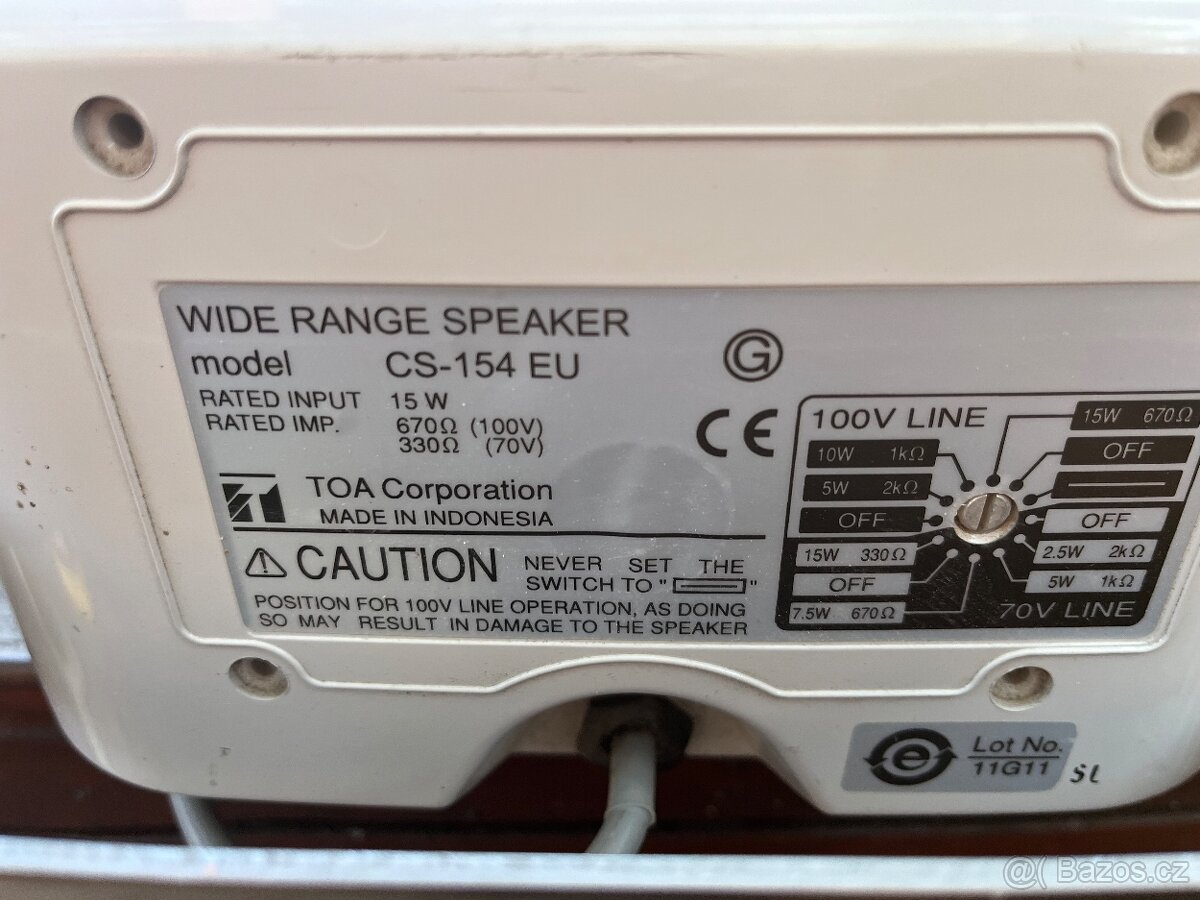 WIDE RANGE SPEAKER
model CS-154 EU
RATED INPUT 15 W
RATED IMP. 670Ω (100V)
330Ω (70V)
TOA Corporation
MADE IN INDONESIA
⚠ CAUTION NEVER SET THE
SWITCH TO " "
POSITION FOR 100V LINE OPERATION, AS DOING
SO MAY RESULT IN DAMAGE TO THE SPEAKER
G
CE
100V LINE
15W 670Ω
10W 1kΩ
OFF
5W 2kΩ
OFF
OFF
15W 330Ω
2.5W 2kΩ
OFF
5W 1kΩ
7.5W 670Ω
70V LINE
e
Lot No.
11G11
SL
@( Bazos.cz